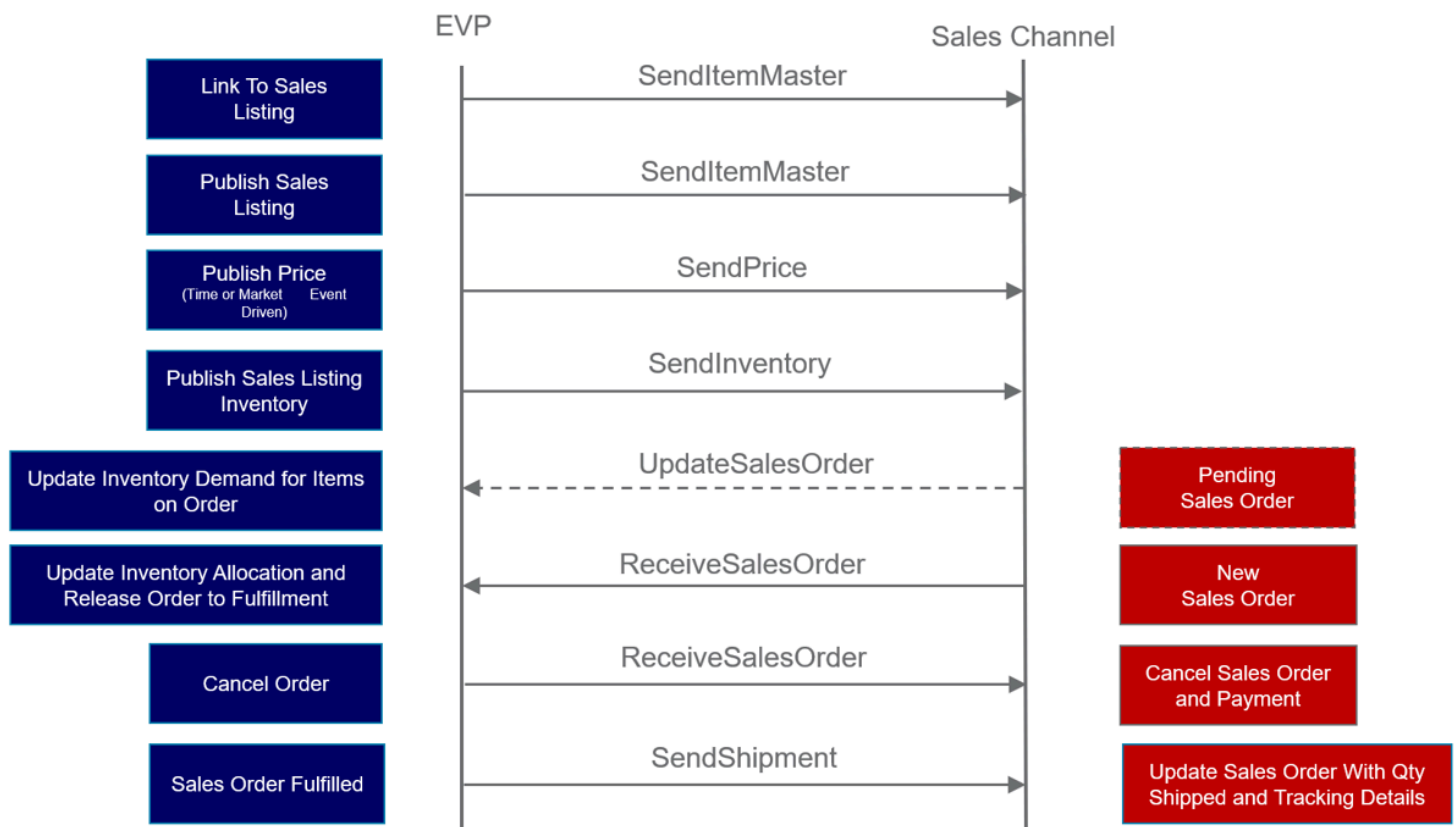 EVP
Sales Channel
Link To Sales
Listing
SendItemMaster
Publish Sales
Listing
SendItemMaster
Publish Price
(Time or Market Event
Driven)
SendPrice
Publish Sales Listing
Inventory
SendInventory
Update Inventory Demand for Items
on Order
UpdateSalesOrder
Pending
Sales Order
Update Inventory Allocation and
Release Order to Fulfillment
ReceiveSalesOrder
New
Sales Order
Cancel Order
ReceiveSalesOrder
Cancel Sales Order
and Payment
Sales Order Fulfilled
SendShipment
Update Sales Order With Qty
Shipped and Tracking Details